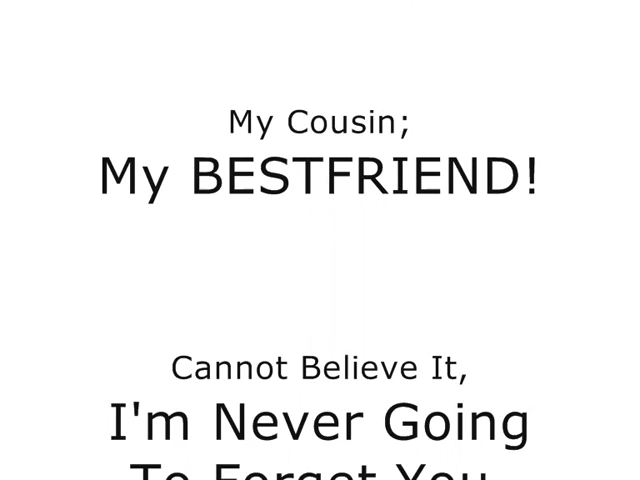 My Cousin;
My BESTFRIEND!
Cannot Believe It,
I'm Never Going
To Forget You